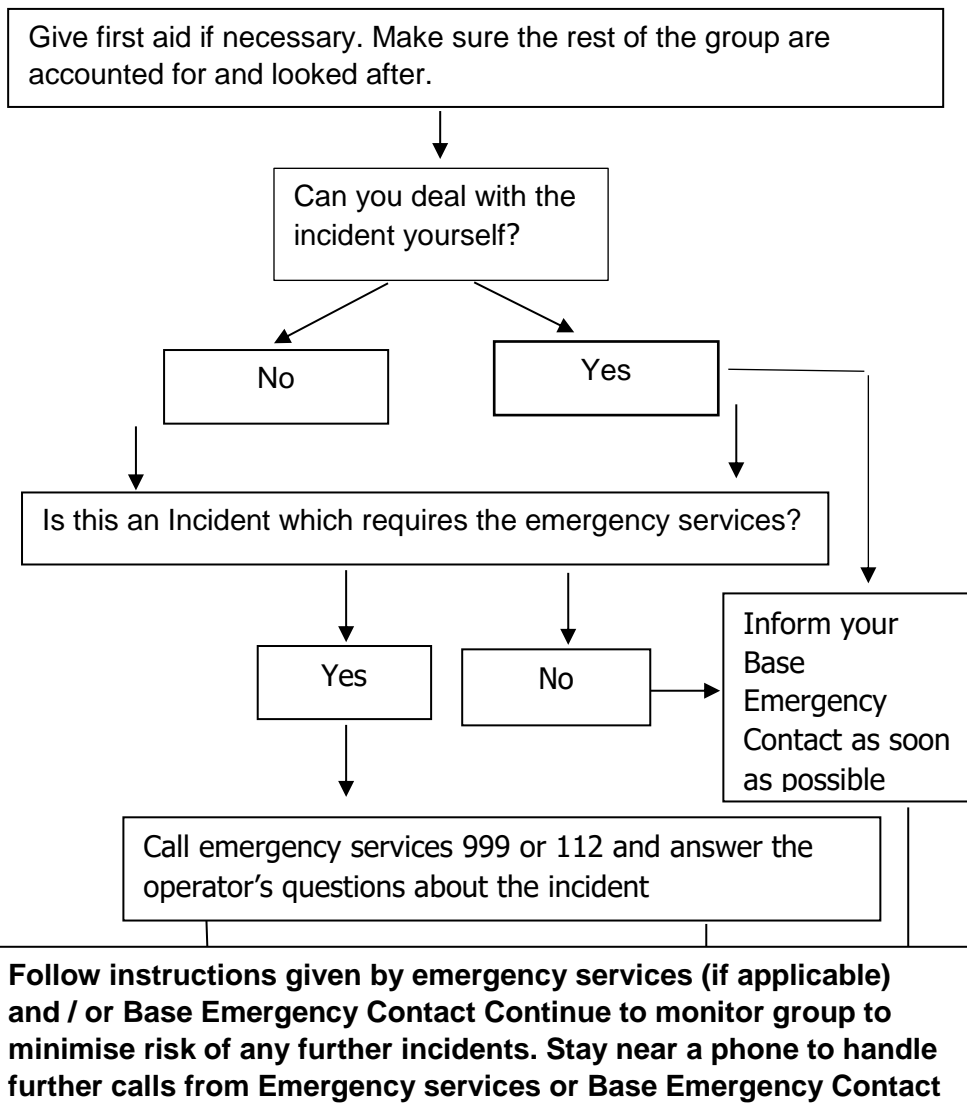 Give first aid if necessary. Make sure the rest of the group are
accounted for and looked after.
Can you deal with the
incident yourself?
No
Yes
Is this an Incident which requires the emergency services?
Yes
No
Inform your
Base
Emergency
Contact as soon
as possible
Call emergency services 999 or 112 and answer the
operator’s questions about the incident
Follow instructions given by emergency services (if applicable)
and / or Base Emergency Contact Continue to monitor group to
minimise risk of any further incidents. Stay near a phone to handle
further calls from Emergency services or Base Emergency Contact